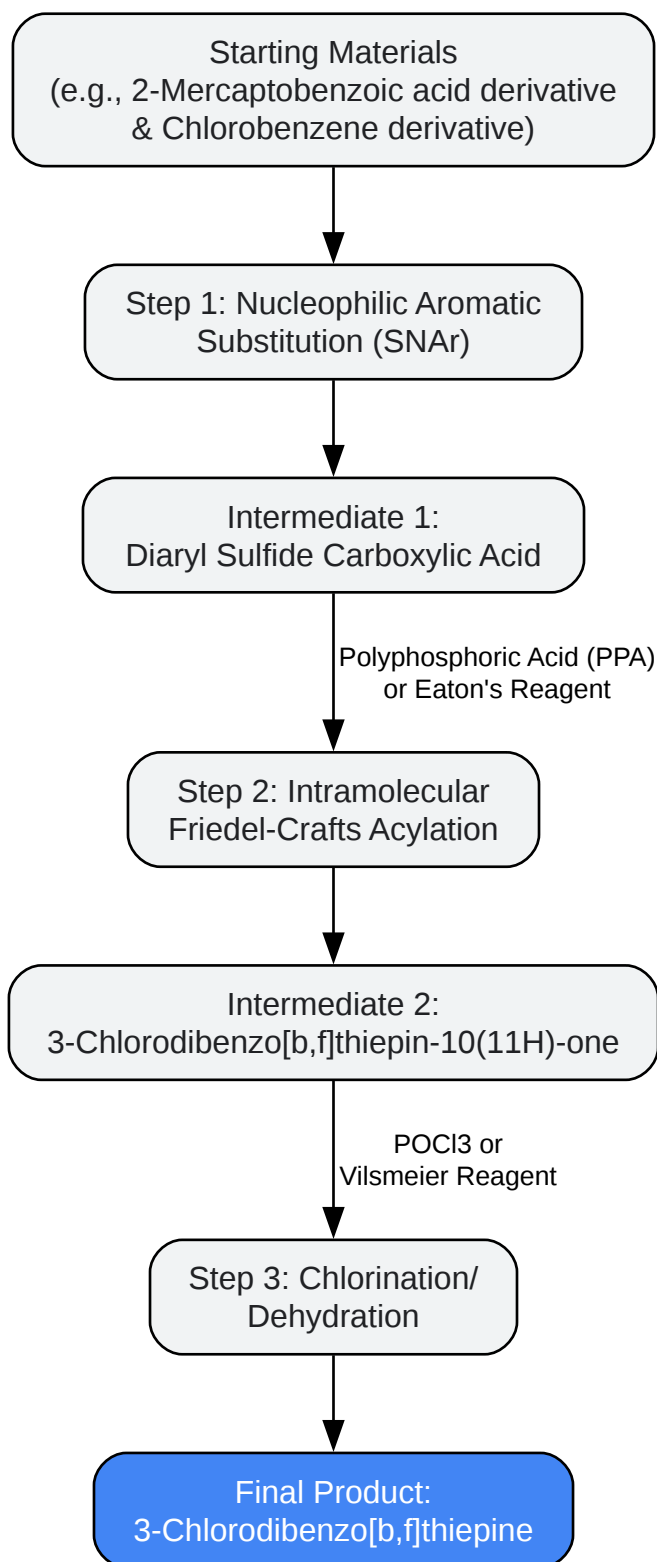 Starting Materials
(e.g., 2-Mercaptobenzoic acid derivative
& Chlorobenzene derivative)
Step 1: Nucleophilic Aromatic
Substitution (SNAr)
Intermediate 1:
Diaryl Sulfide Carboxylic Acid
Polyphosphoric Acid (PPA)
or Eaton's Reagent
Step 2: Intramolecular
Friedel-Crafts Acylation
Intermediate 2:
3-Chlorodibenzo[b,f]thiepin-10(11H)-one
POCl3 or
Vilsmeier Reagent
Step 3: Chlorination/
Dehydration
Final Product:
3-Chlorodibenzo[b,f]thiepine